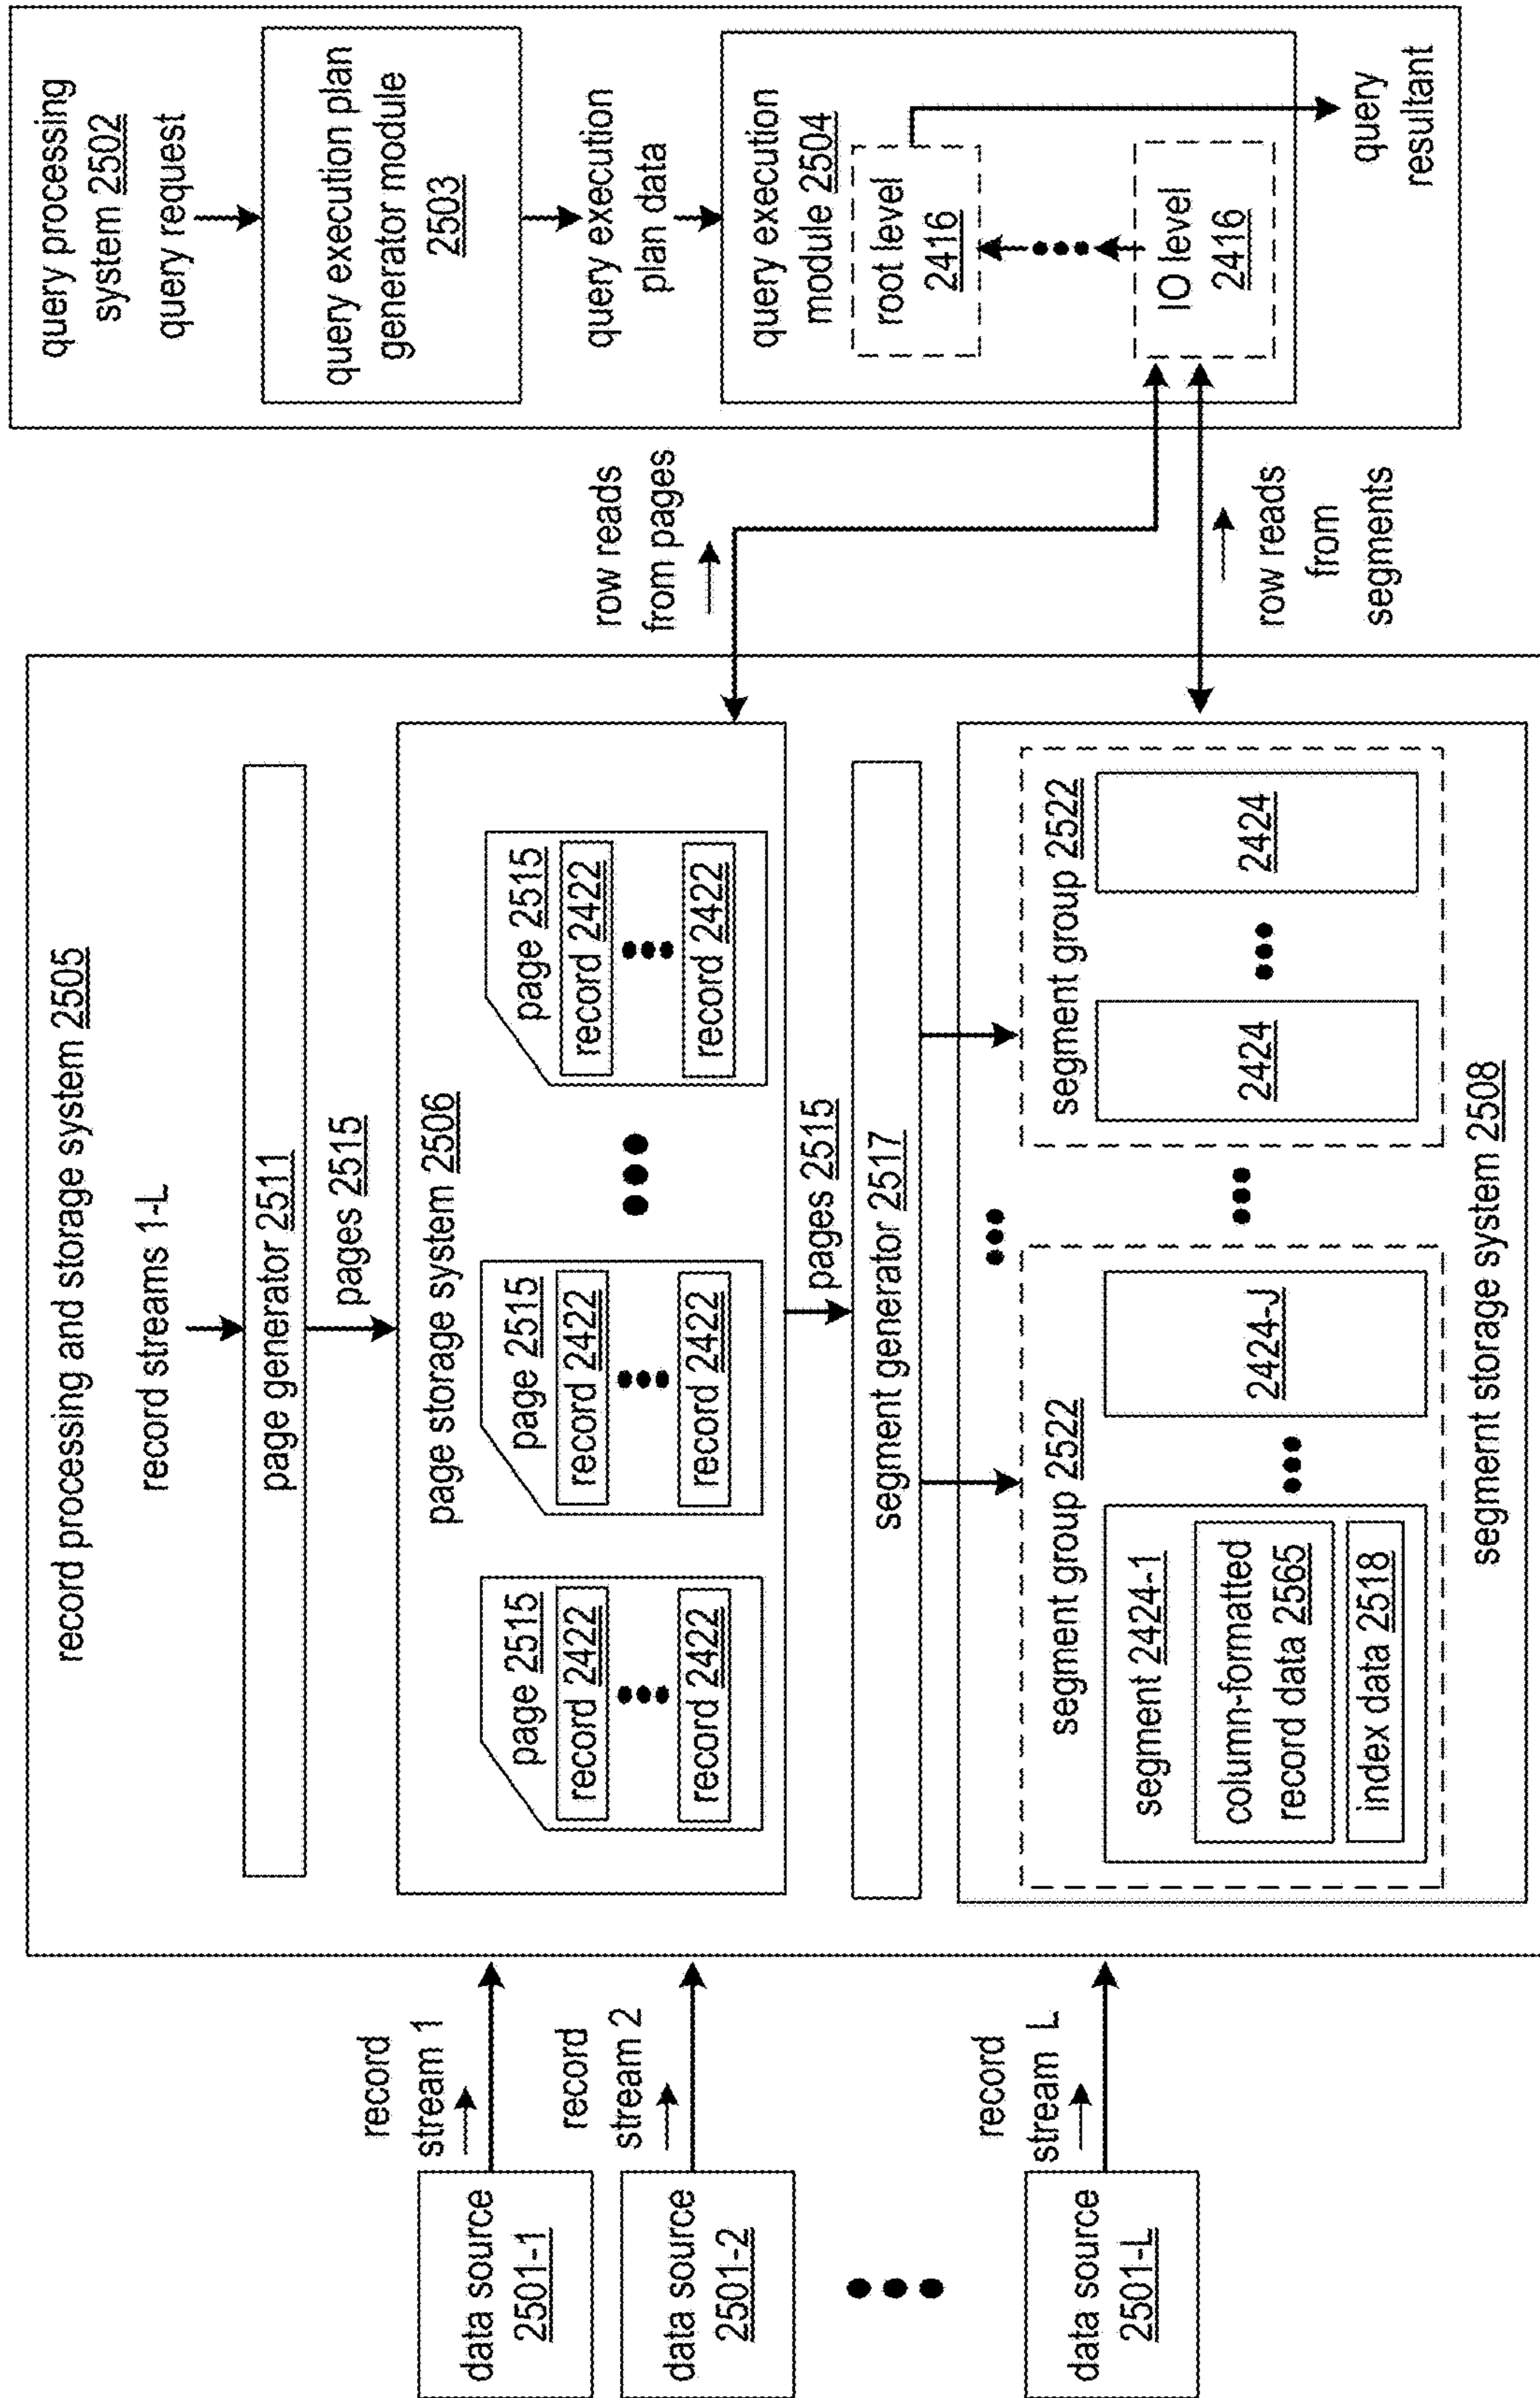 data source
2501-1
data source
2501-2
data source
2501-L
record
stream 1
record
stream 2
record
stream L
record processing and storage system 2505
record streams 1-L
page generator 2511
pages 2515
page storage system 2506
page 2515
record 2422
record 2422
page 2515
record 2422
record 2422
page 2515
record 2422
record 2422
pages 2515
segment generator 2517
segment group 2522
segment 2424-1
column-formatted
record data 2565
index data 2518
2424-J
segment group 2522
2424
2424
segmernt storage system 2508
row reads
from pages
row reads
from
segments
query processing
system 2502
query request
query execution plan
generator module
2503
query execution
plan data
query execution
module 2504
root level
2416
IO level
2416
query
resultant